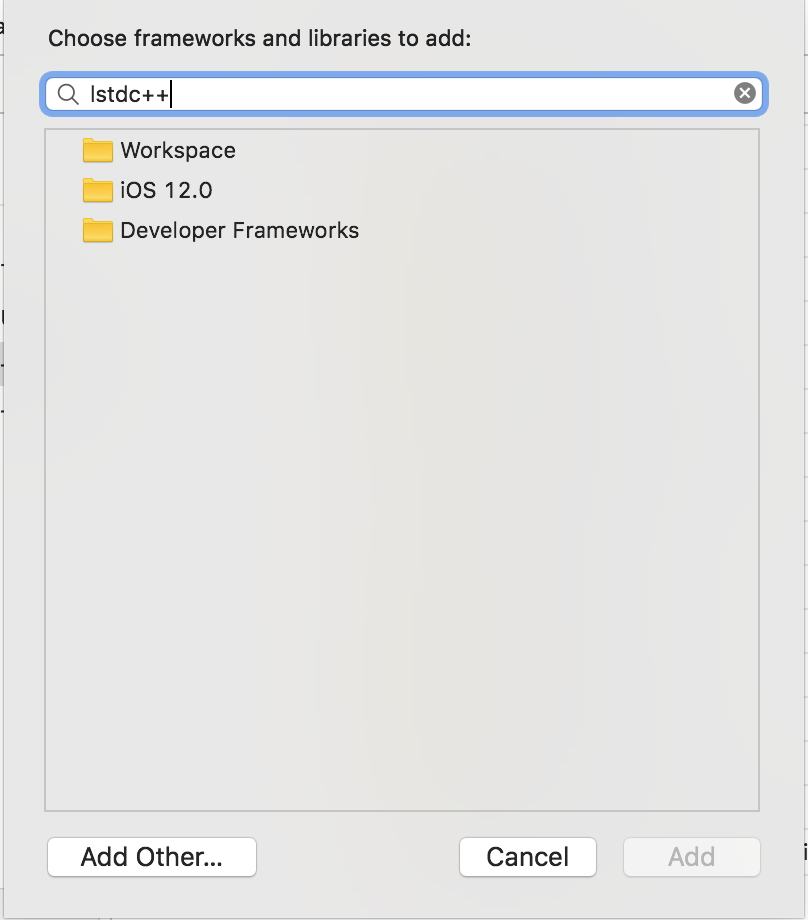 Choose frameworks and libraries to add:
lstdc++
Workspace
iOS 12.0
Developer Frameworks
Add Other...
Cancel
Add